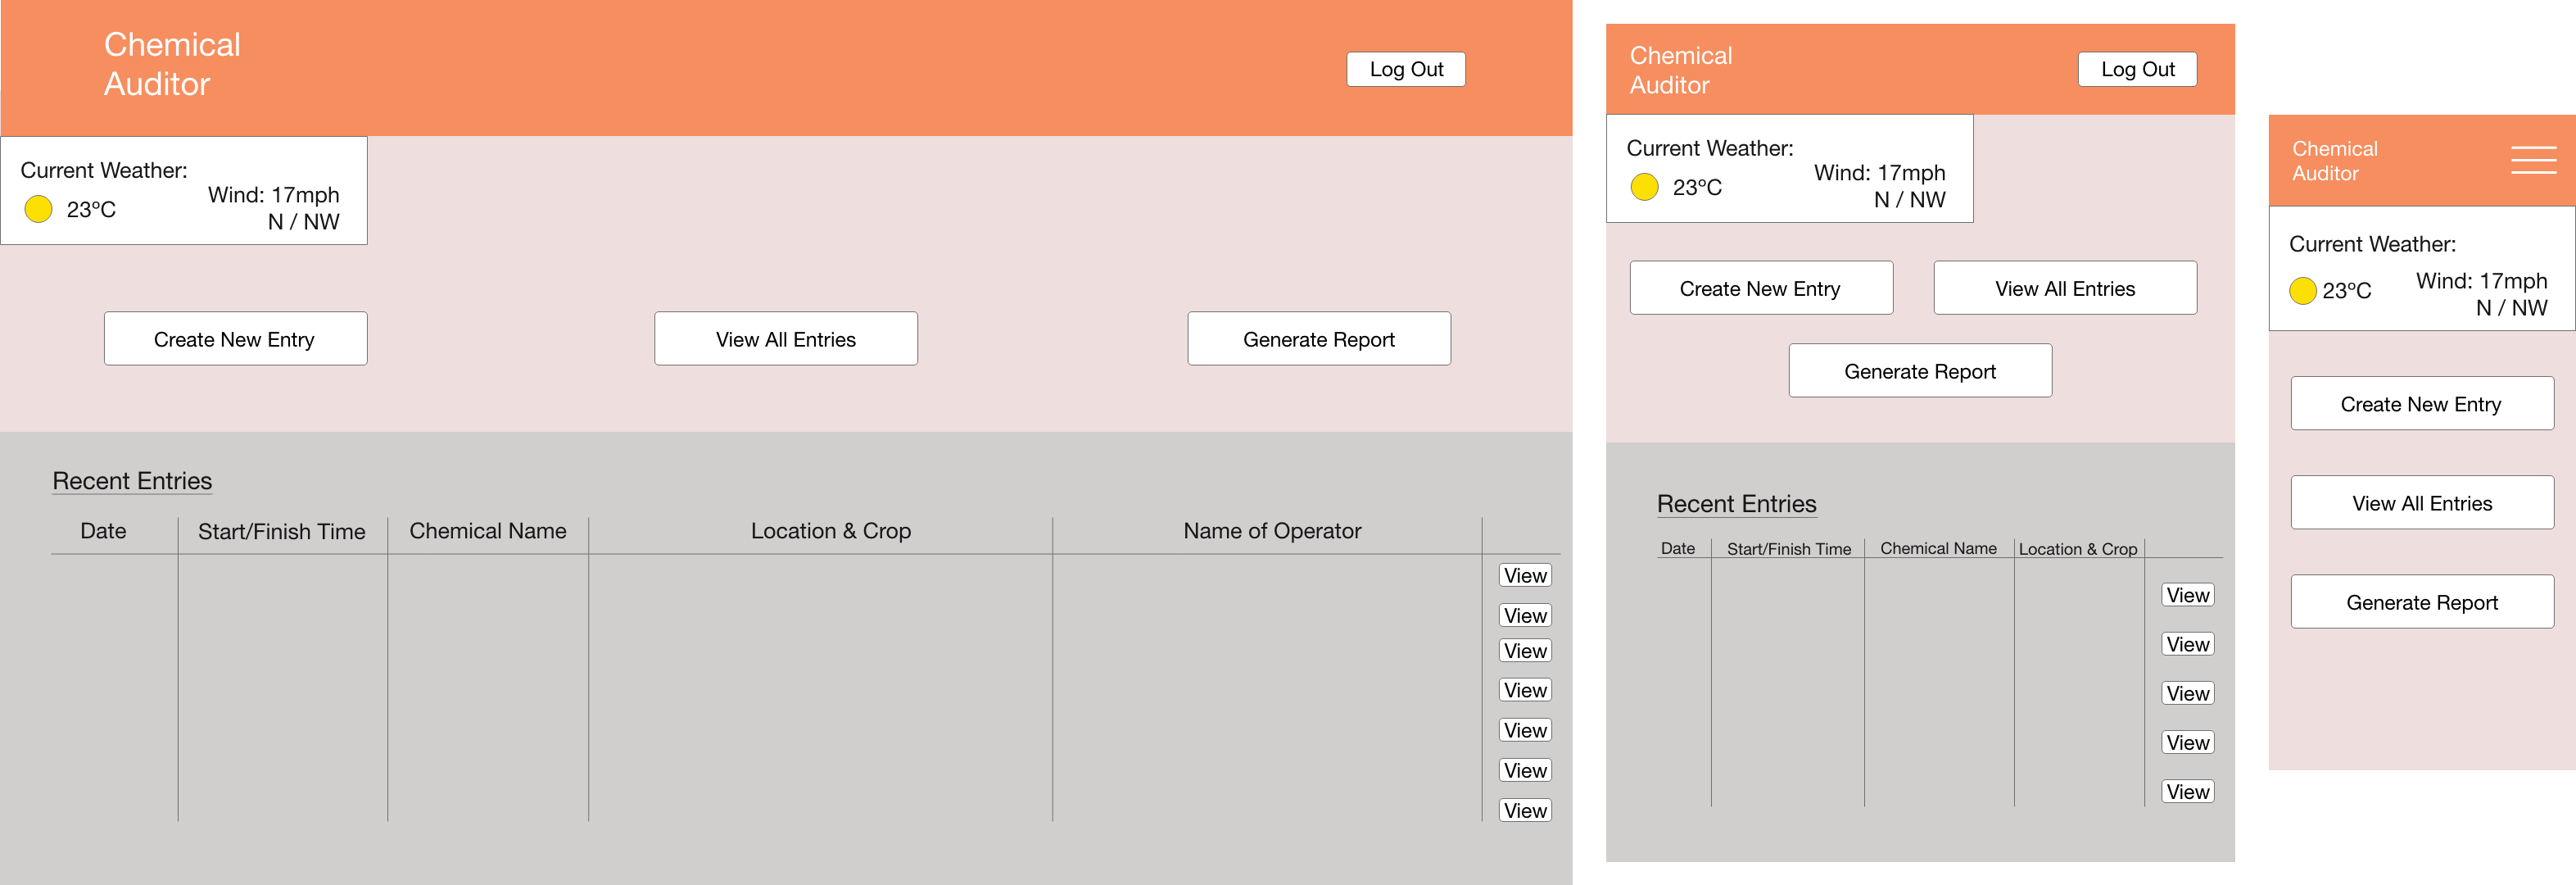 Chemical
Auditor
Log Out
Current Weather:
23ºC
Wind: 17mph
N / NW
Create New Entry
View All Entries
Generate Report
Recent Entries
Date
Start/Finish Time
Chemical Name
Location & Crop
Name of Operator
View
View
View
View
View
View
View
Chemical
Auditor
Log Out
Current Weather:
23ºC
Wind: 17mph
N / NW
Create New Entry
View All Entries
Generate Report
Recent Entries
Date
Start/Finish Time
Chemical Name
Location & Crop
View
View
View
View
View
Chemical
Auditor
Current Weather:
23ºC
Wind: 17mph
N / NW
Create New Entry
View All Entries
Generate Report